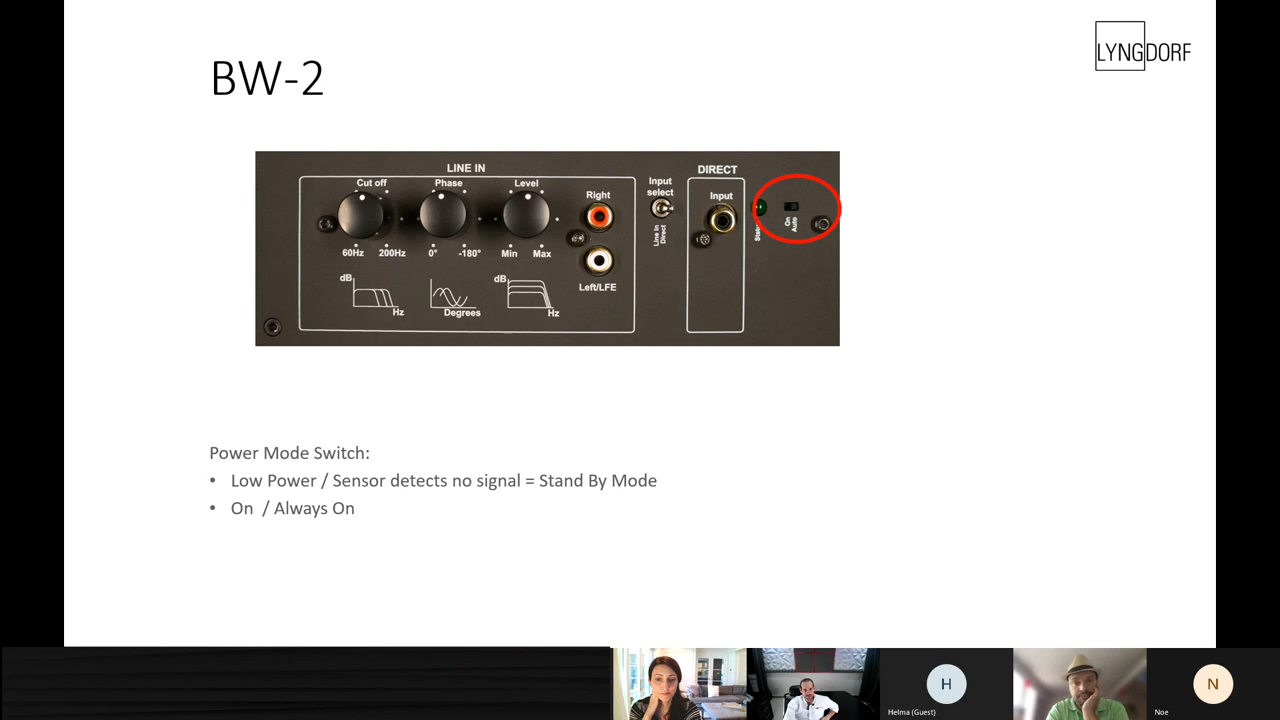 LYNGDORF
BW-2
LINE IN
DIRECT
Cut off
Phase
Level
Input
select
Right
Input
On
Auto
Line in
Direct
60Hz
200Hz
0°
-180°
Min
Max
Left/LFE
dB
Hz
Degrees
dB
Hz
Power Mode Switch:
• Low Power / Sensor detects no signal = Stand By Mode
• On / Always On
H
N
Helma (Guest)
Noe